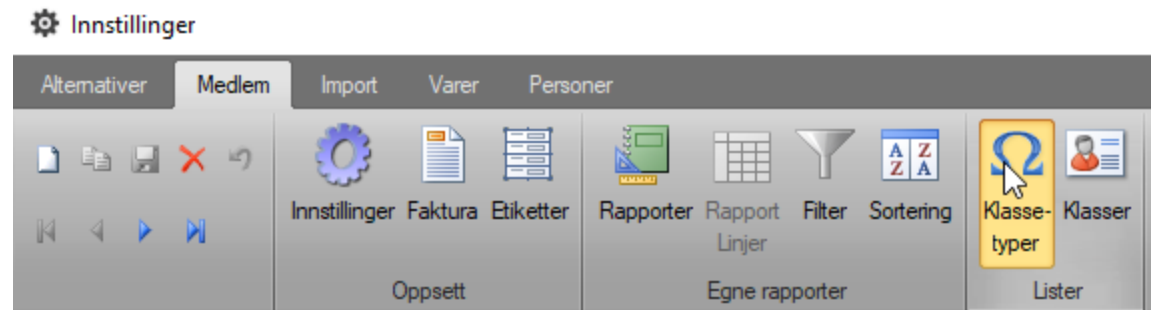 Innstillinger
Alternativer Medlem Import Varer Personer
Innstillinger Faktura Etiketter Rapporter Rapport Linjer Filter Sortering Klasse-typer Klasser
Oppsett Egne rapporter Lister